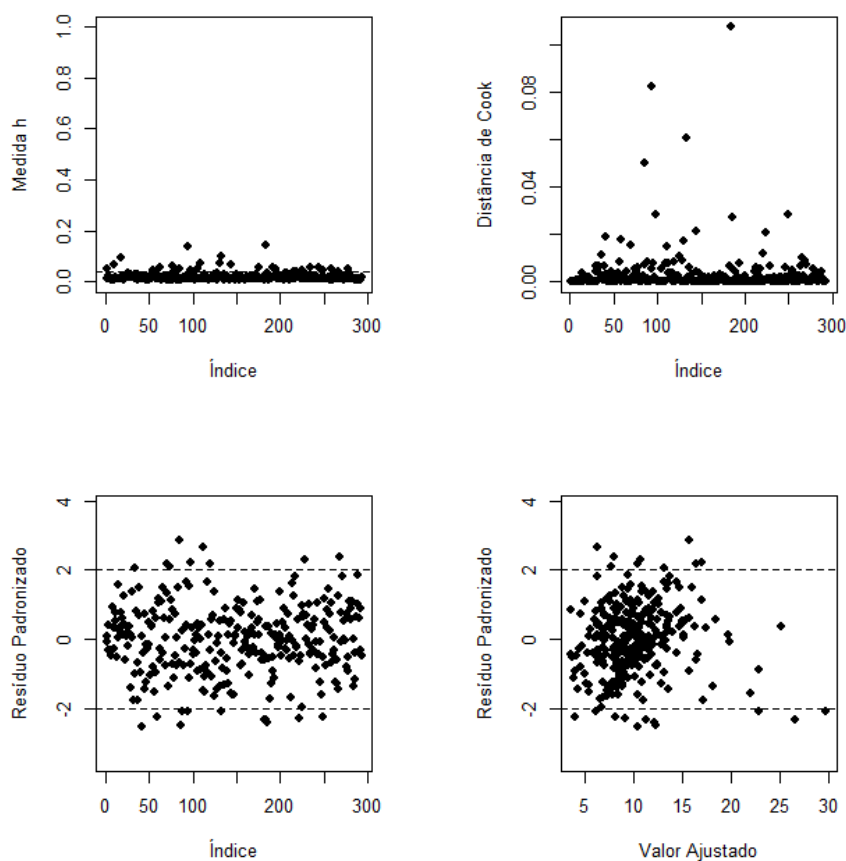 Medida h
0.0 0.2 0.4 0.6 0.8 1.0
0 50 100 200 300
Índice
Distância de Cook
0.00 0.04 0.08
0 50 100 200 300
Índice
Resíduo Padronizado
-2 0 2 4
0 50 100 200 300
Índice
Resíduo Padronizado
-2 0 2 4
5 10 15 20 25 30
Valor Ajustado